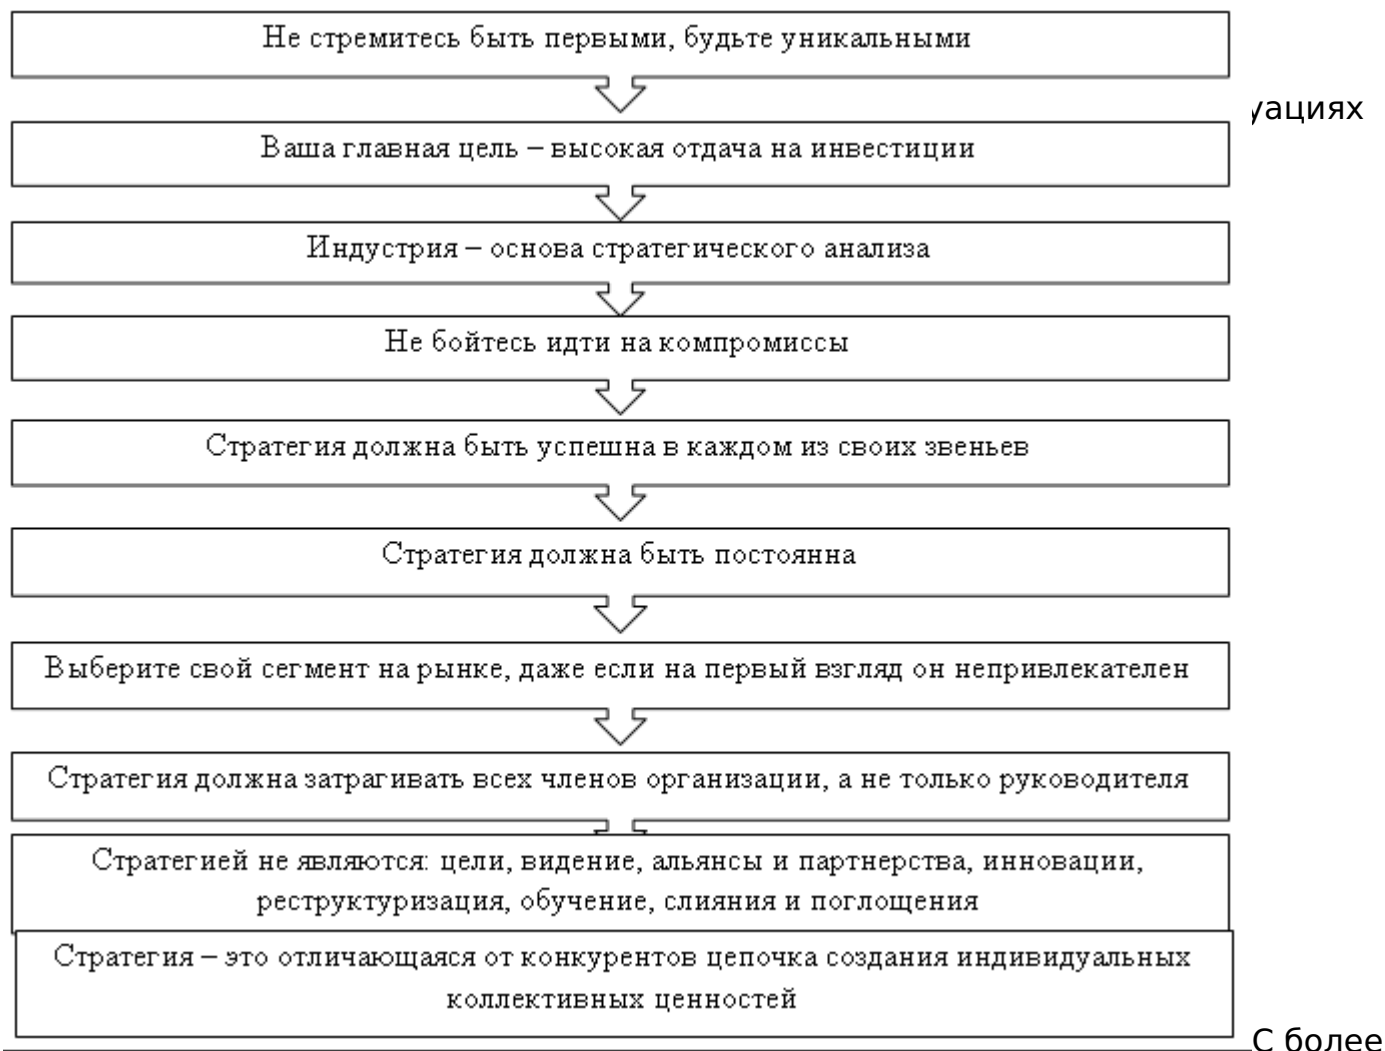 Не стремитесь быть первыми, будьте уникальными
уациях
Ваша главная цель – высокая отдача на инвестиции
Индустрия – основа стратегического анализа
Не бойтесь идти на компромиссы
Стратегия должна быть успешна в каждом из своих звеньев
Стратегия должна быть постоянна
Выберите свой сегмент на рынке, даже если на первый взгляд он непривлекателен
Стратегия должна затрагивать всех членов организации, а не только руководителя
Стратегией не являются: цели, видение, альянсы и партнерства, инновации,
реструктуризация, обучение, слияния и поглощения
Стратегия – это отличающаяся от конкурентов цепочка создания индивидуальных
коллективных ценностей
С более